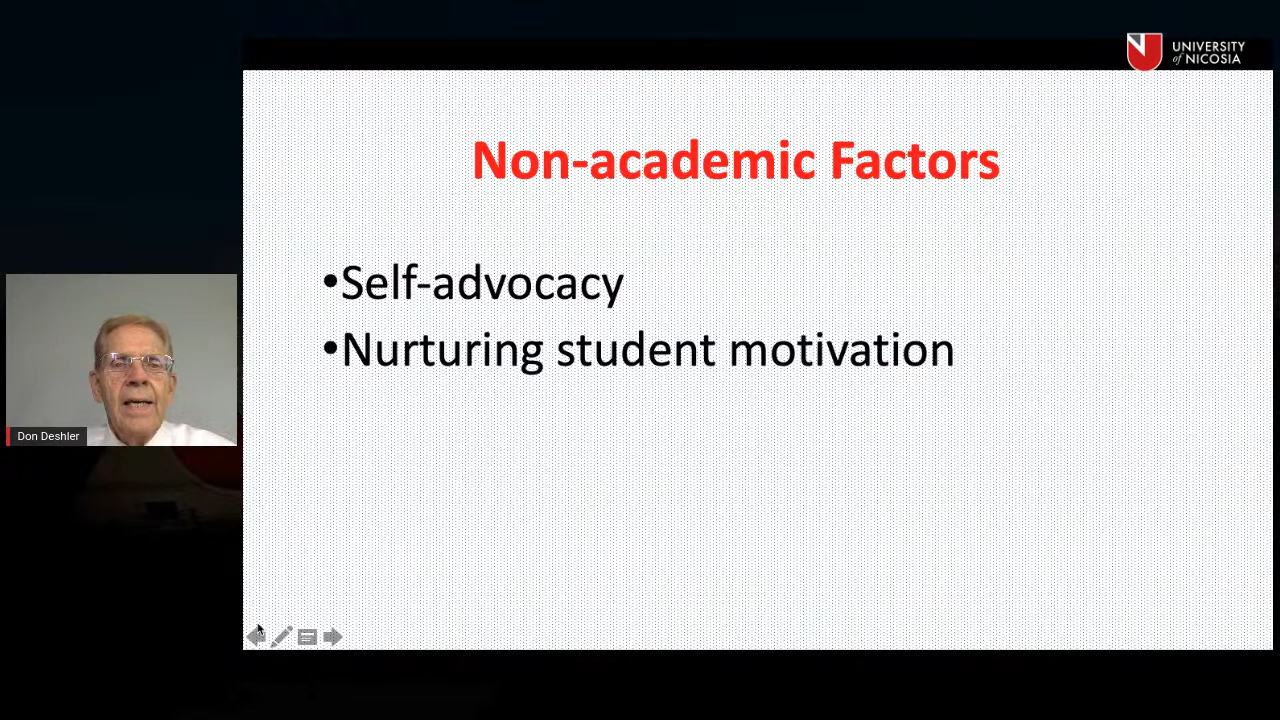 UNIVERSITY
of NICOSIA
Non-academic Factors
•Self-advocacy
•Nurturing student motivation
Don Deshler